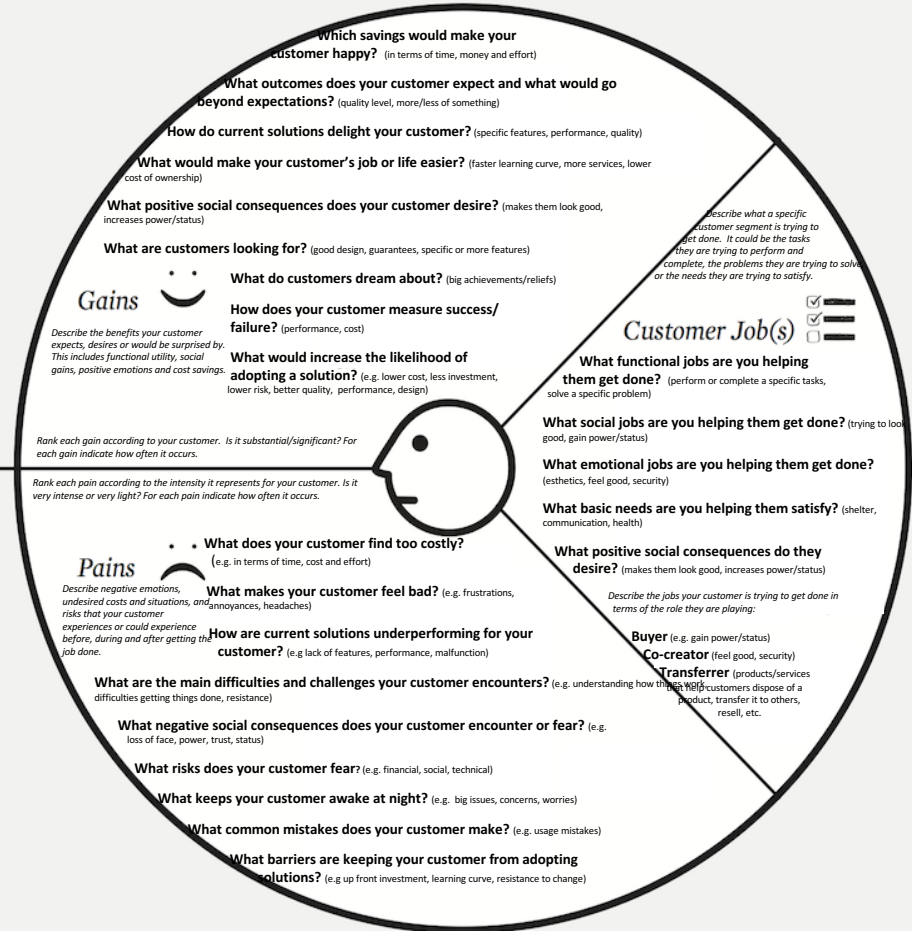 Which savings would make your
customer happy? (in terms of time, money and effort)
What outcomes does your customer expect and what would go
beyond expectations? (quality level, more/less of something)
How do current solutions delight your customer? (specific features, performance, quality)
What would make your customer's job or life easier? (faster learning curve, more services, lower
cost of ownership)
What positive social consequences does your customer desire? (makes them look good,
increases power/status)
What are customers looking for? (good design, guarantees, specific or more features)
What do customers dream about? (big achievements/reliefs)
How does your customer measure success/
failure? (performance, cost)
What would increase the likelihood of
adopting a solution? (e.g. lower cost, less investment,
lower risk, better quality, performance, design)
Gains
Describe the benefits your customer
expects, desires or would be surprised by.
This includes functional utility, social
gains, positive emotions and cost savings.
Rank each gain according to your customer. Is it substantial/significant? For
each gain indicate how often it occurs.
Describe what a specific
customer segment is trying to
get done. It could be the tasks
they are trying to perform and
complete, the problems they are trying to solve
or the needs they are trying to satisfy.
Customer Job(s)
What functional jobs are you helping
them get done? (perform or complete a specific tasks,
solve a specific problem)
What social jobs are you helping them get done? (trying to look
good, gain power/status)
What emotional jobs are you helping them get done?
(esthetics, feel good, security)
What basic needs are you helping them satisfy? (shelter,
communication, health)
What positive social consequences do they
desire? (makes them look good, increases power/status)
Describe the jobs your customer is trying to get done in
terms of the role they are playing:
Buyer (e.g. gain power/status)
Co-creator (feel good, security)
Transferrer (products/services
that help customers dispose of a
product, transfer it to others,
resell, etc.
Rank each pain according to the intensity it represents for your customer. Is it
very intense or very light? For each pain indicate how often it occurs.
Pains
Describe negative emotions,
undesired costs and situations, and
risks that your customer
experiences or could experience
before, during and after getting the
job done.
What does your customer find too costly?
(e.g. in terms of time, cost and effort)
What makes your customer feel bad? (e.g. frustrations,
annoyances, headaches)
How are current solutions underperforming for your
customer? (e.g lack of features, performance, malfunction)
What are the main difficulties and challenges your customer encounters? (e.g. understanding how things work,
difficulties getting things done, resistance)
What negative social consequences does your customer encounter or fear? (e.g.
loss of face, power, trust, status)
What risks does your customer fear? (e.g. financial, social, technical)
What keeps your customer awake at night? (e.g. big issues, concerns, worries)
What common mistakes does your customer make? (e.g. usage mistakes)
What barriers are keeping your customer from adopting
solutions? (e.g up front investment, learning curve, resistance to change)